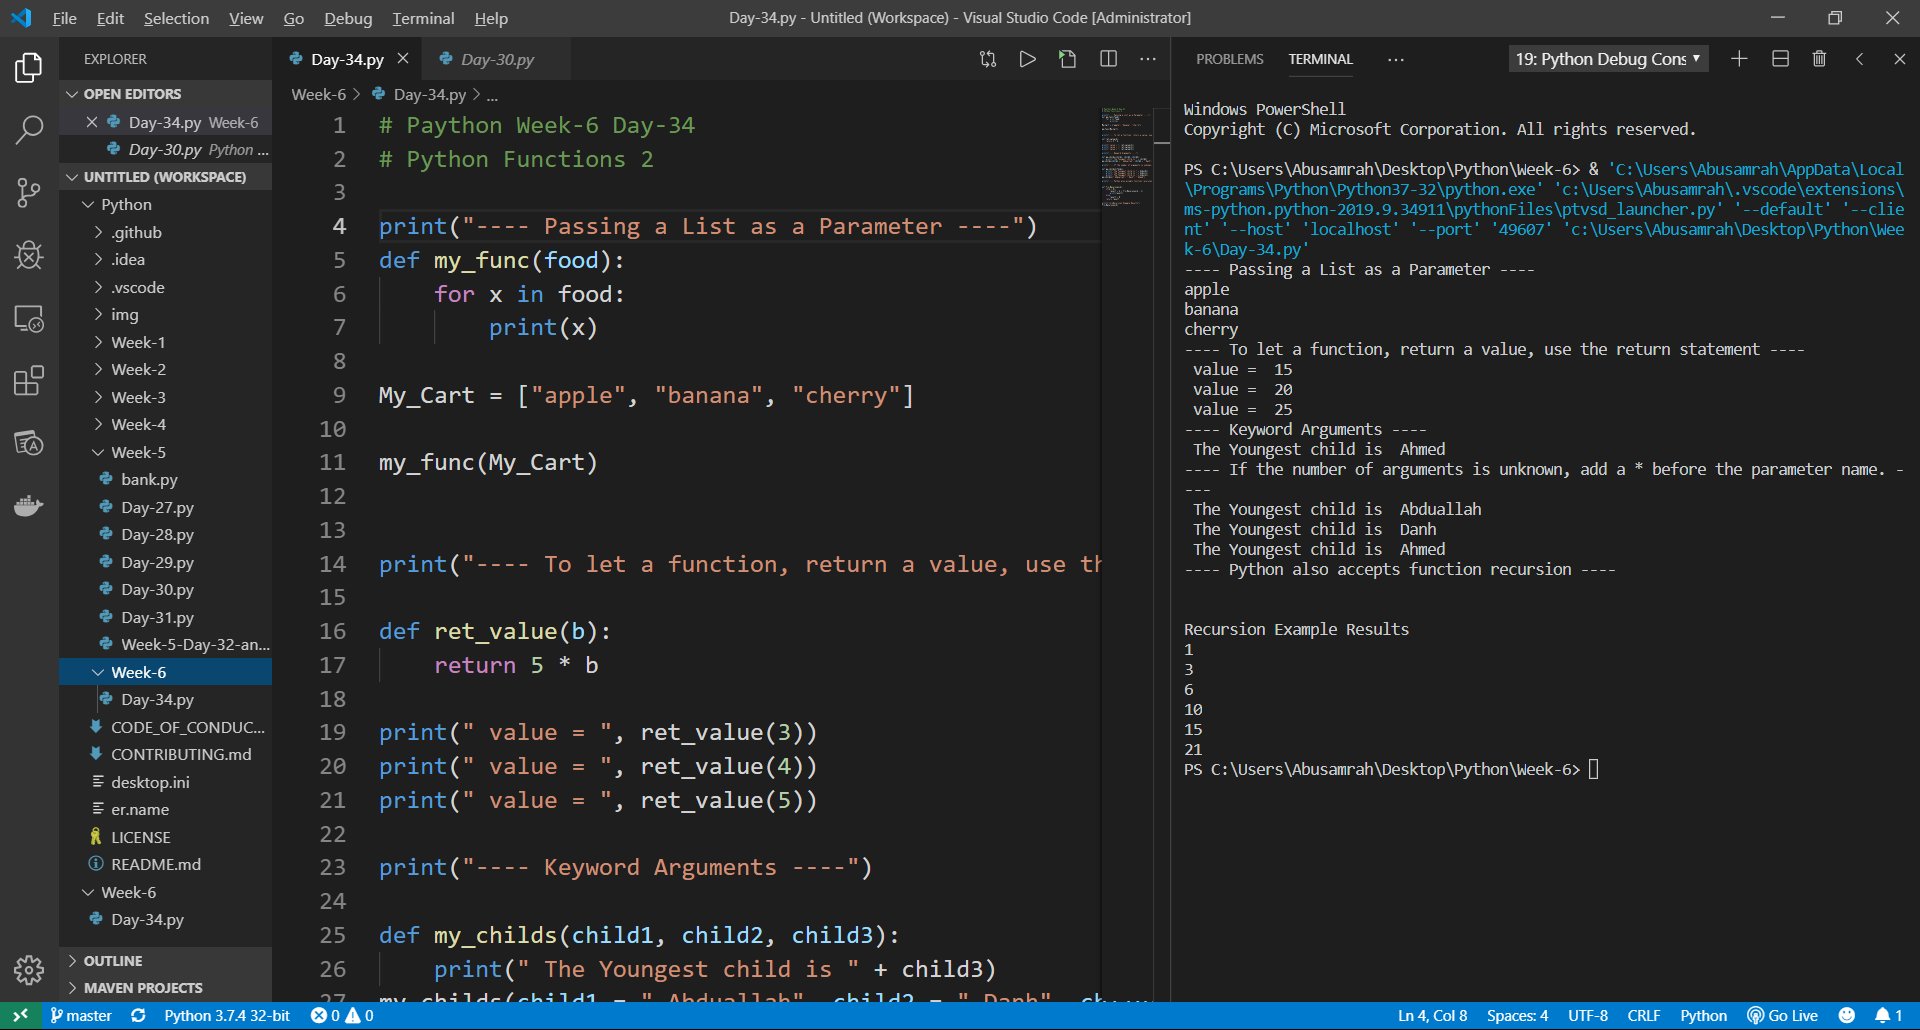 File Edit Selection View Go Debug Terminal Help
Day-34.py - Untitled (Workspace) - Visual Studio Code [Administrator]
EXPLORER
OPEN EDITORS
Day-34.py Week-6
Day-30.py Python ...
UNTITLED (WORKSPACE)
Python
.github
.idea
.vscode
img
Week-1
Week-2
Week-3
Week-4
Week-5
bank.py
Day-27.py
Day-28.py
Day-29.py
Day-30.py
Day-31.py
Week-5-Day-32-an...
Week-6
Day-34.py
CODE_OF_CONDUC...
CONTRIBUTING.md
desktop.ini
er.name
LICENSE
README.md
Week-6
Day-34.py
OUTLINE
MAVEN PROJECTS
Day-34.py
Day-30.py
Week-6 > Day-34.py > ...
1 # Paython Week-6 Day-34
2 # Python Functions 2
3
4 print("---- Passing a List as a Parameter ----")
5 def my_func(food):
6 for x in food:
7 print(x)
8
9 My_Cart = ["apple", "banana", "cherry"]
10
11 my_func(My_Cart)
12
13
14 print("---- To let a function, return a value, use th
15
16 def ret_value(b):
17 return 5 * b
18
19 print(" value = ", ret_value(3))
20 print(" value = ", ret_value(4))
21 print(" value = ", ret_value(5))
22
23 print("---- Keyword Arguments ----")
24
25 def my_childs(child1, child2, child3):
26 print(" The Youngest child is " + child3)
27 my_childs(child1 = " Abduallah", child2 = " Danh", ch
PROBLEMS TERMINAL ...
19: Python Debug Cons
Windows PowerShell
Copyright (C) Microsoft Corporation. All rights reserved.
PS C:\Users\Abusamrah\Desktop\Python\Week-6> & 'C:\Users\Abusamrah\AppData\Local
\Programs\Python\Python37-32\python.exe' 'c:\Users\Abusamrah\.vscode\extensions\
ms-python.python-2019.9.34911\pythonFiles\ptvsd_launcher.py' '--default' '--clie
nt' '--host' 'localhost' '--port' '49607' 'c:\Users\Abusamrah\Desktop\Python\Wee
k-6\Day-34.py'
---- Passing a List as a Parameter ----
apple
banana
cherry
---- To let a function, return a value, use the return statement ----
value =  15
value =  20
value =  25
---- Keyword Arguments ----
The Youngest child is  Ahmed
---- If the number of arguments is unknown, add a * before the parameter name. -
---
The Youngest child is  Abduallah
The Youngest child is  Danh
The Youngest child is  Ahmed
---- Python also accepts function recursion ----
Recursion Example Results
1
3
6
10
15
21
PS C:\Users\Abusamrah\Desktop\Python\Week-6>
master Python 3.7.4 32-bit 0 0 Ln 4, Col 8 Spaces: 4 UTF-8 CRLF Python Go Live 1